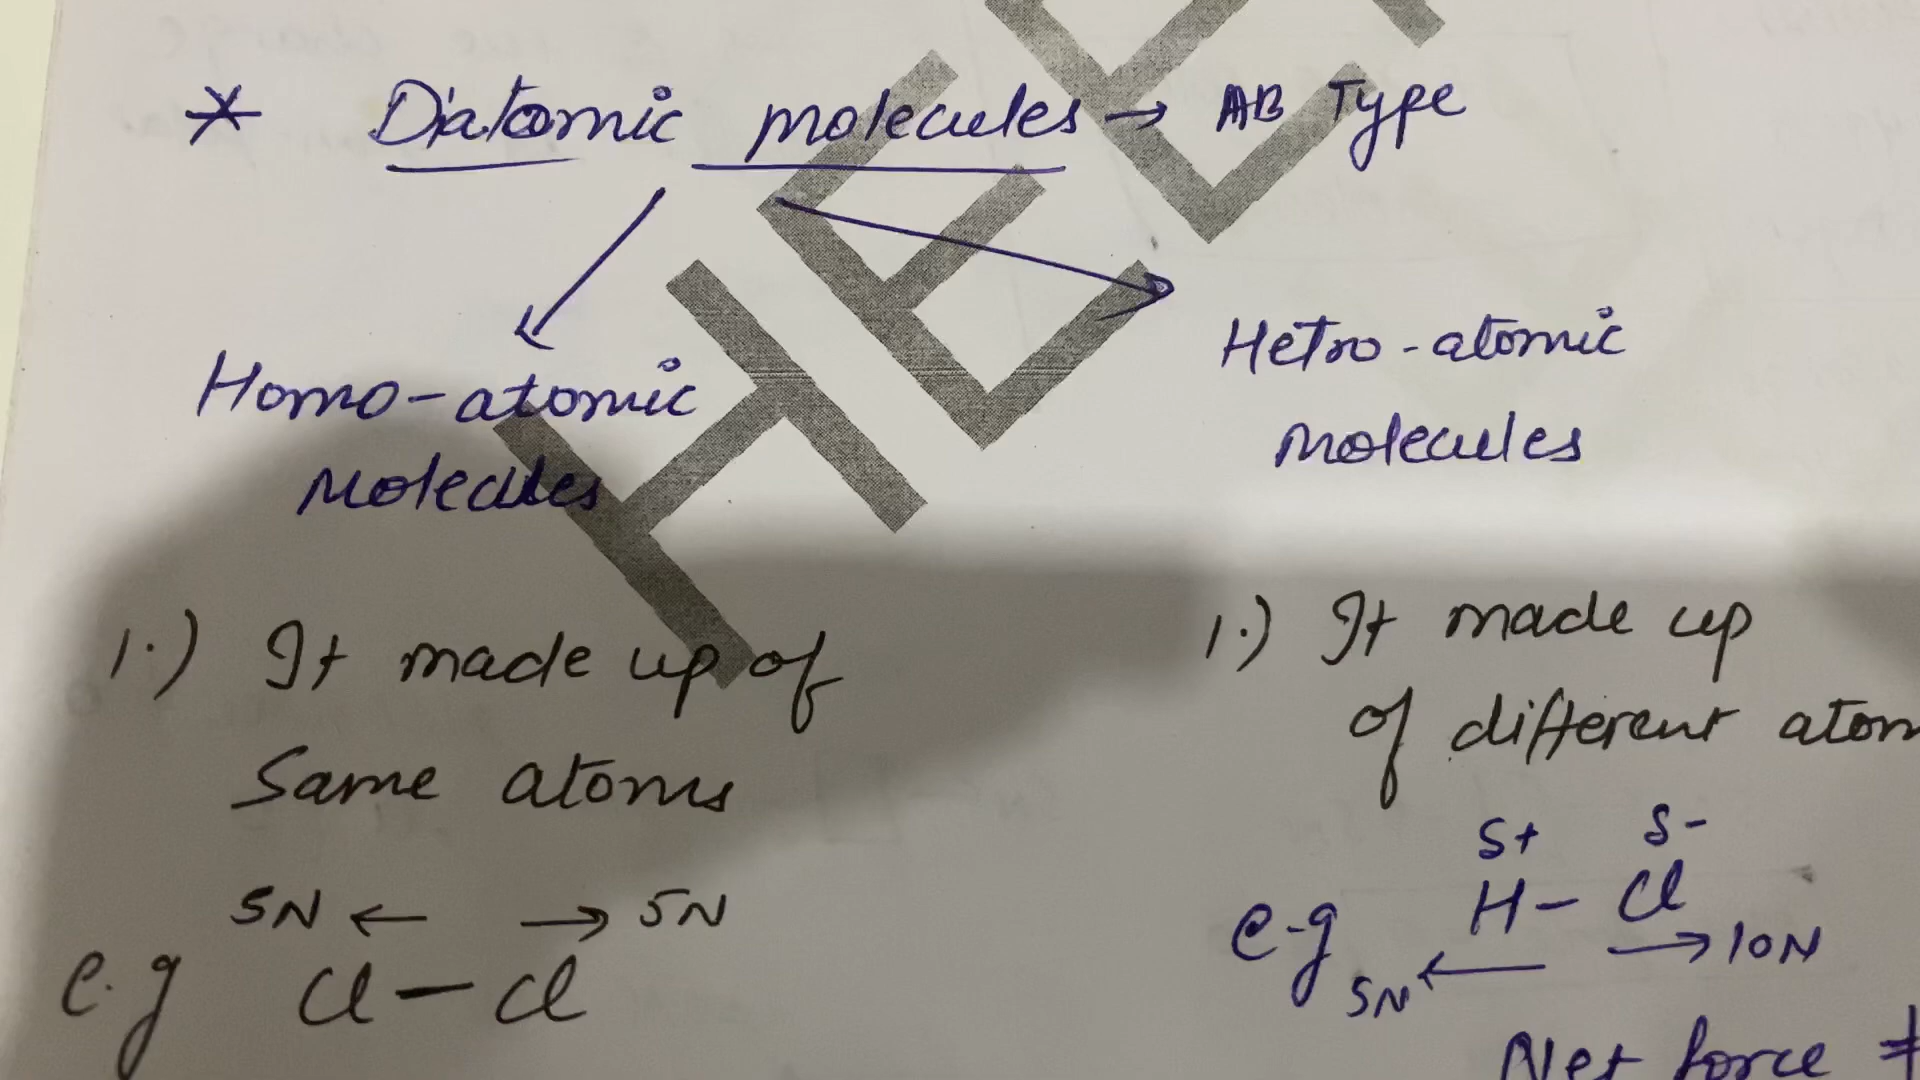 * Diatomic molecules → AB Type
Homo-atomic
Molecules
Hetro-atomic
Molecules
1.) It made up of
Same atoms
1.) It made up
of different atom
5N ← → 5N
e.g Cl-Cl
S+ S-
e-g H-Cl
5N ← → 10N
Net force ≠